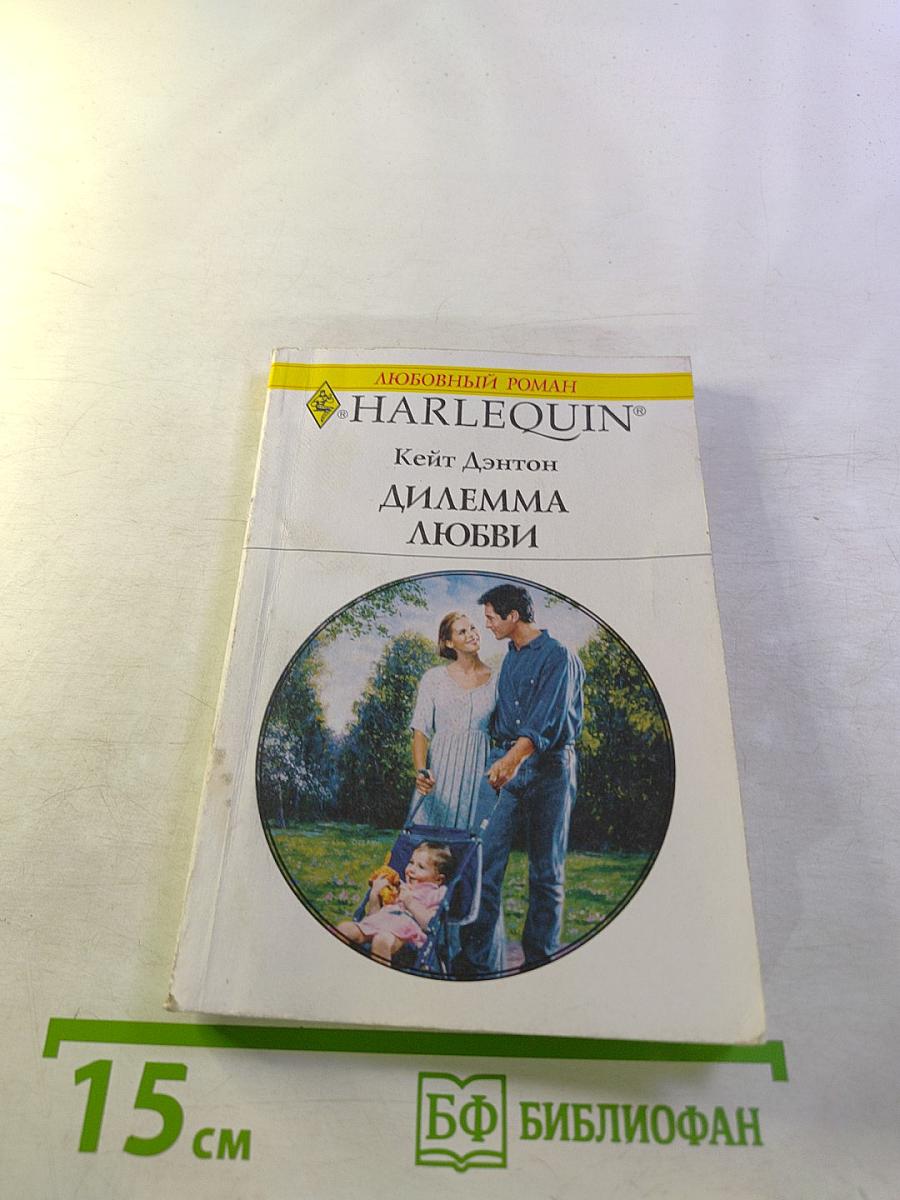 ЛЮБОВНЫЙ РОМАН
® HARLEQUIN®
Кейт Дэнтон
ДИЛЕММА
ЛЮБВИ
15 см
БФ БИБЛИОФАН